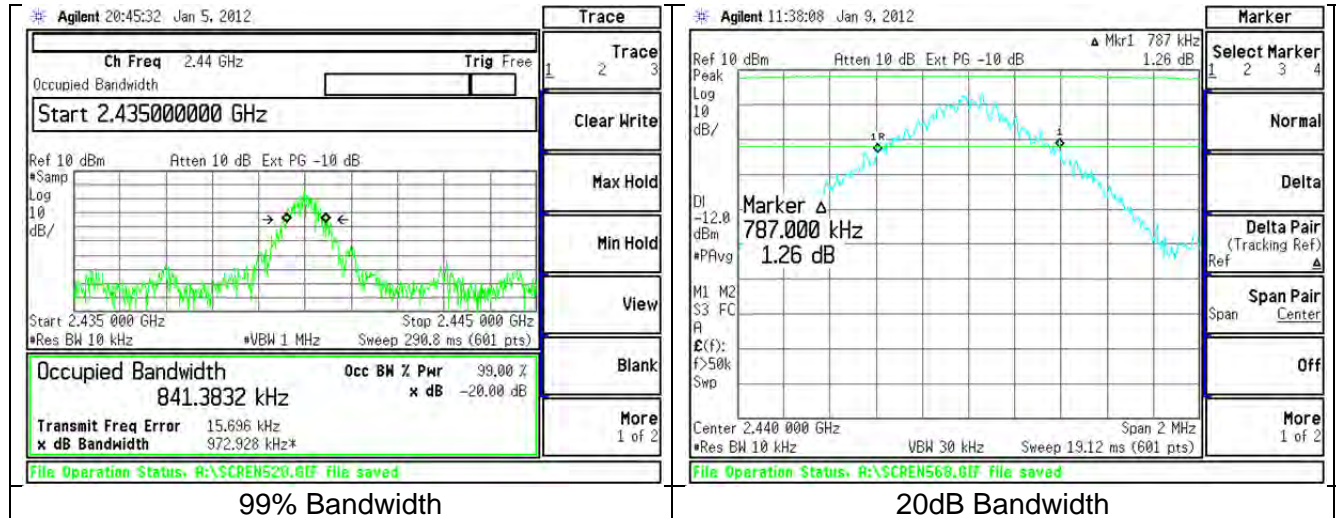 Agilent 20:45:32 Jan 5, 2012
Trace
Ch Freq 2.44 GHz Trig Free
Occupied Bandwidth
Start 2.435000000 GHz
Ref 10 dBm Atten 10 dB Ext PG -10 dB
#Samp
Log
10
dB/
Start 2.435 000 GHz Stop 2.445 000 GHz
#Res BW 10 kHz #VBW 1 MHz Sweep 290.8 ms (601 pts)
Occupied Bandwidth Occ BW % Pwr 99.00 %
841.3832 kHz x dB -20.00 dB
Transmit Freq Error 15.696 kHz
x dB Bandwidth 972.928 kHz*
File Operation Status, A:\SCREN528.GIF file saved
Trace
1 2 3
Clear Write
Max Hold
Min Hold
View
Blank
More
1 of 2
99% Bandwidth
Agilent 11:38:08 Jan 9, 2012
Marker
Δ Mkr1 787 kHz
Ref 10 dBm Atten 10 dB Ext PG -10 dB 1.26 dB
Peak
Log
10
dB/
1R
1
DI
-12.8
dBm
#PAvg
Marker Δ
787.000 kHz
1.26 dB
M1 M2
S3 FC
A
£(f):
f>50k
Swp
Center 2.440 000 GHz Span 2 MHz
#Res BW 10 kHz VBW 30 kHz Sweep 19.12 ms (601 pts)
File Operation Status, A:\SCREN568.GIF file saved
Select Marker
1 2 3 4
Normal
Delta
Delta Pair
(Tracking Ref)
Ref Δ
Span Pair
Span Center
Off
More
1 of 2
20dB Bandwidth